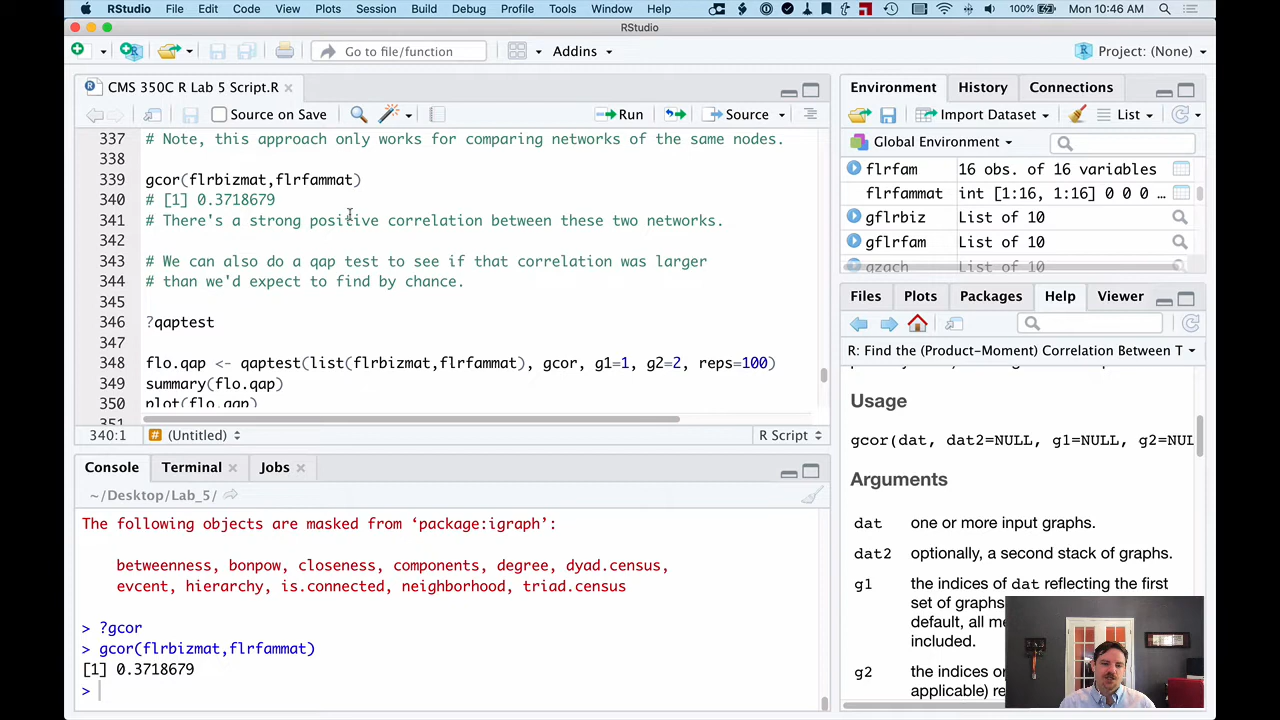 RStudio File Edit Code View Plots Session Build Debug Profile Tools Window Help 100% Mon 10:46 AM
RStudio
Go to file/function Addins Project: (None)
CMS 350C R Lab 5 Script.R
Source on Save Run Source
337 # Note, this approach only works for comparing networks of the same nodes.
338
339 gcor(flrbizmat,flrfammat)
340 # [1] 0.3718679
341 # There's a strong positive correlation between these two networks.
342
343 # We can also do a qap test to see if that correlation was larger
344 # than we'd expect to find by chance.
345
346 ?qaptest
347
348 flo.qap <- qaptest(list(flrbizmat,flrfammat), gcor, g1=1, g2=2, reps=100)
349 summary(flo.qap)
350 plot(flo.qap)
351
340:1 # (Untitled) R Script
Console Terminal Jobs
~/Desktop/Lab_5/
The following objects are masked from ‘package:igraph’:
betweenness, bonpow, closeness, components, degree, dyad.census,
evcent, hierarchy, is.connected, neighborhood, triad.census
> ?gcor
> gcor(flrbizmat,flrfammat)
[1] 0.3718679
>
Environment History Connections
Import Dataset List
Global Environment
flrfam 16 obs. of 16 variables
flrfammat int [1:16, 1:16] 0 0 0 …
gflrbiz List of 10
gflrfam List of 10
gzach List of 10
Files Plots Packages Help Viewer
R: Find the (Product-Moment) Correlation Between T
Usage
gcor(dat, dat2=NULL, g1=NULL, g2=NUL
Arguments
dat one or more input graphs.
dat2 optionally, a second stack of graphs.
g1 the indices of dat reflecting the first
set of graphs
default, all me
included.
g2 the indices or
applicable) re